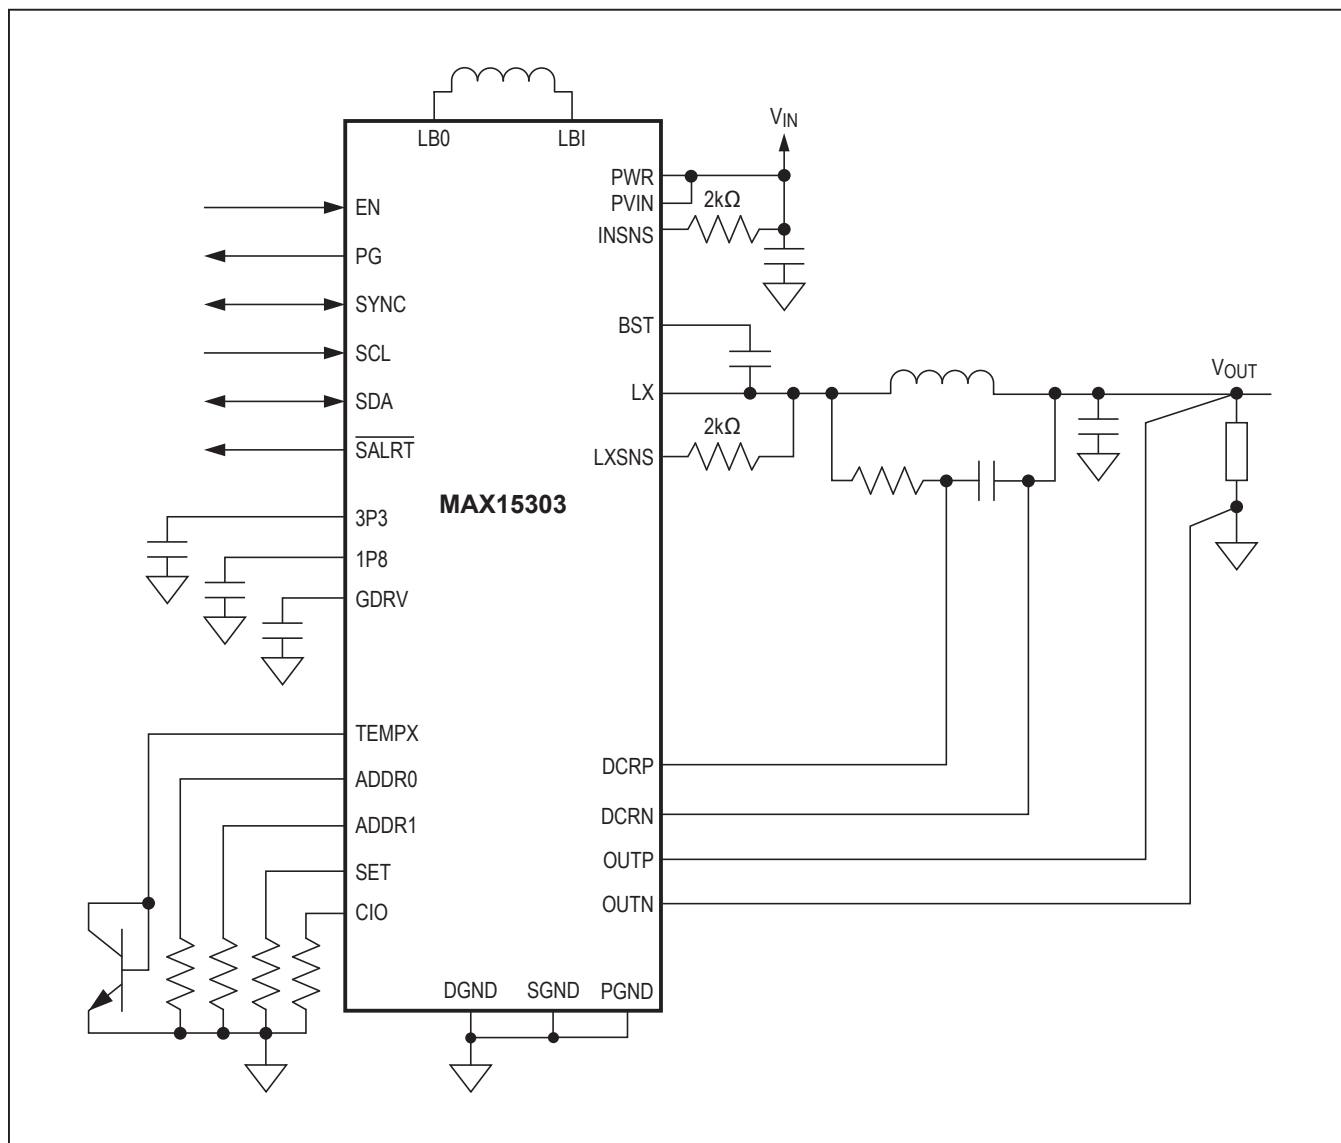 LB0
LBI
VIN
PWR
PVIN
2kΩ
INSNS
EN
PG
SYNC
BST
SCL
LX
VOUT
SDA
2kΩ
SALRT
LXSNS
MAX15303
3P3
1P8
GDRV
TEMPX
DCRP
ADDR0
DCRN
ADDR1
OUTP
SET
OUTN
CIO
DGND
SGND
PGND